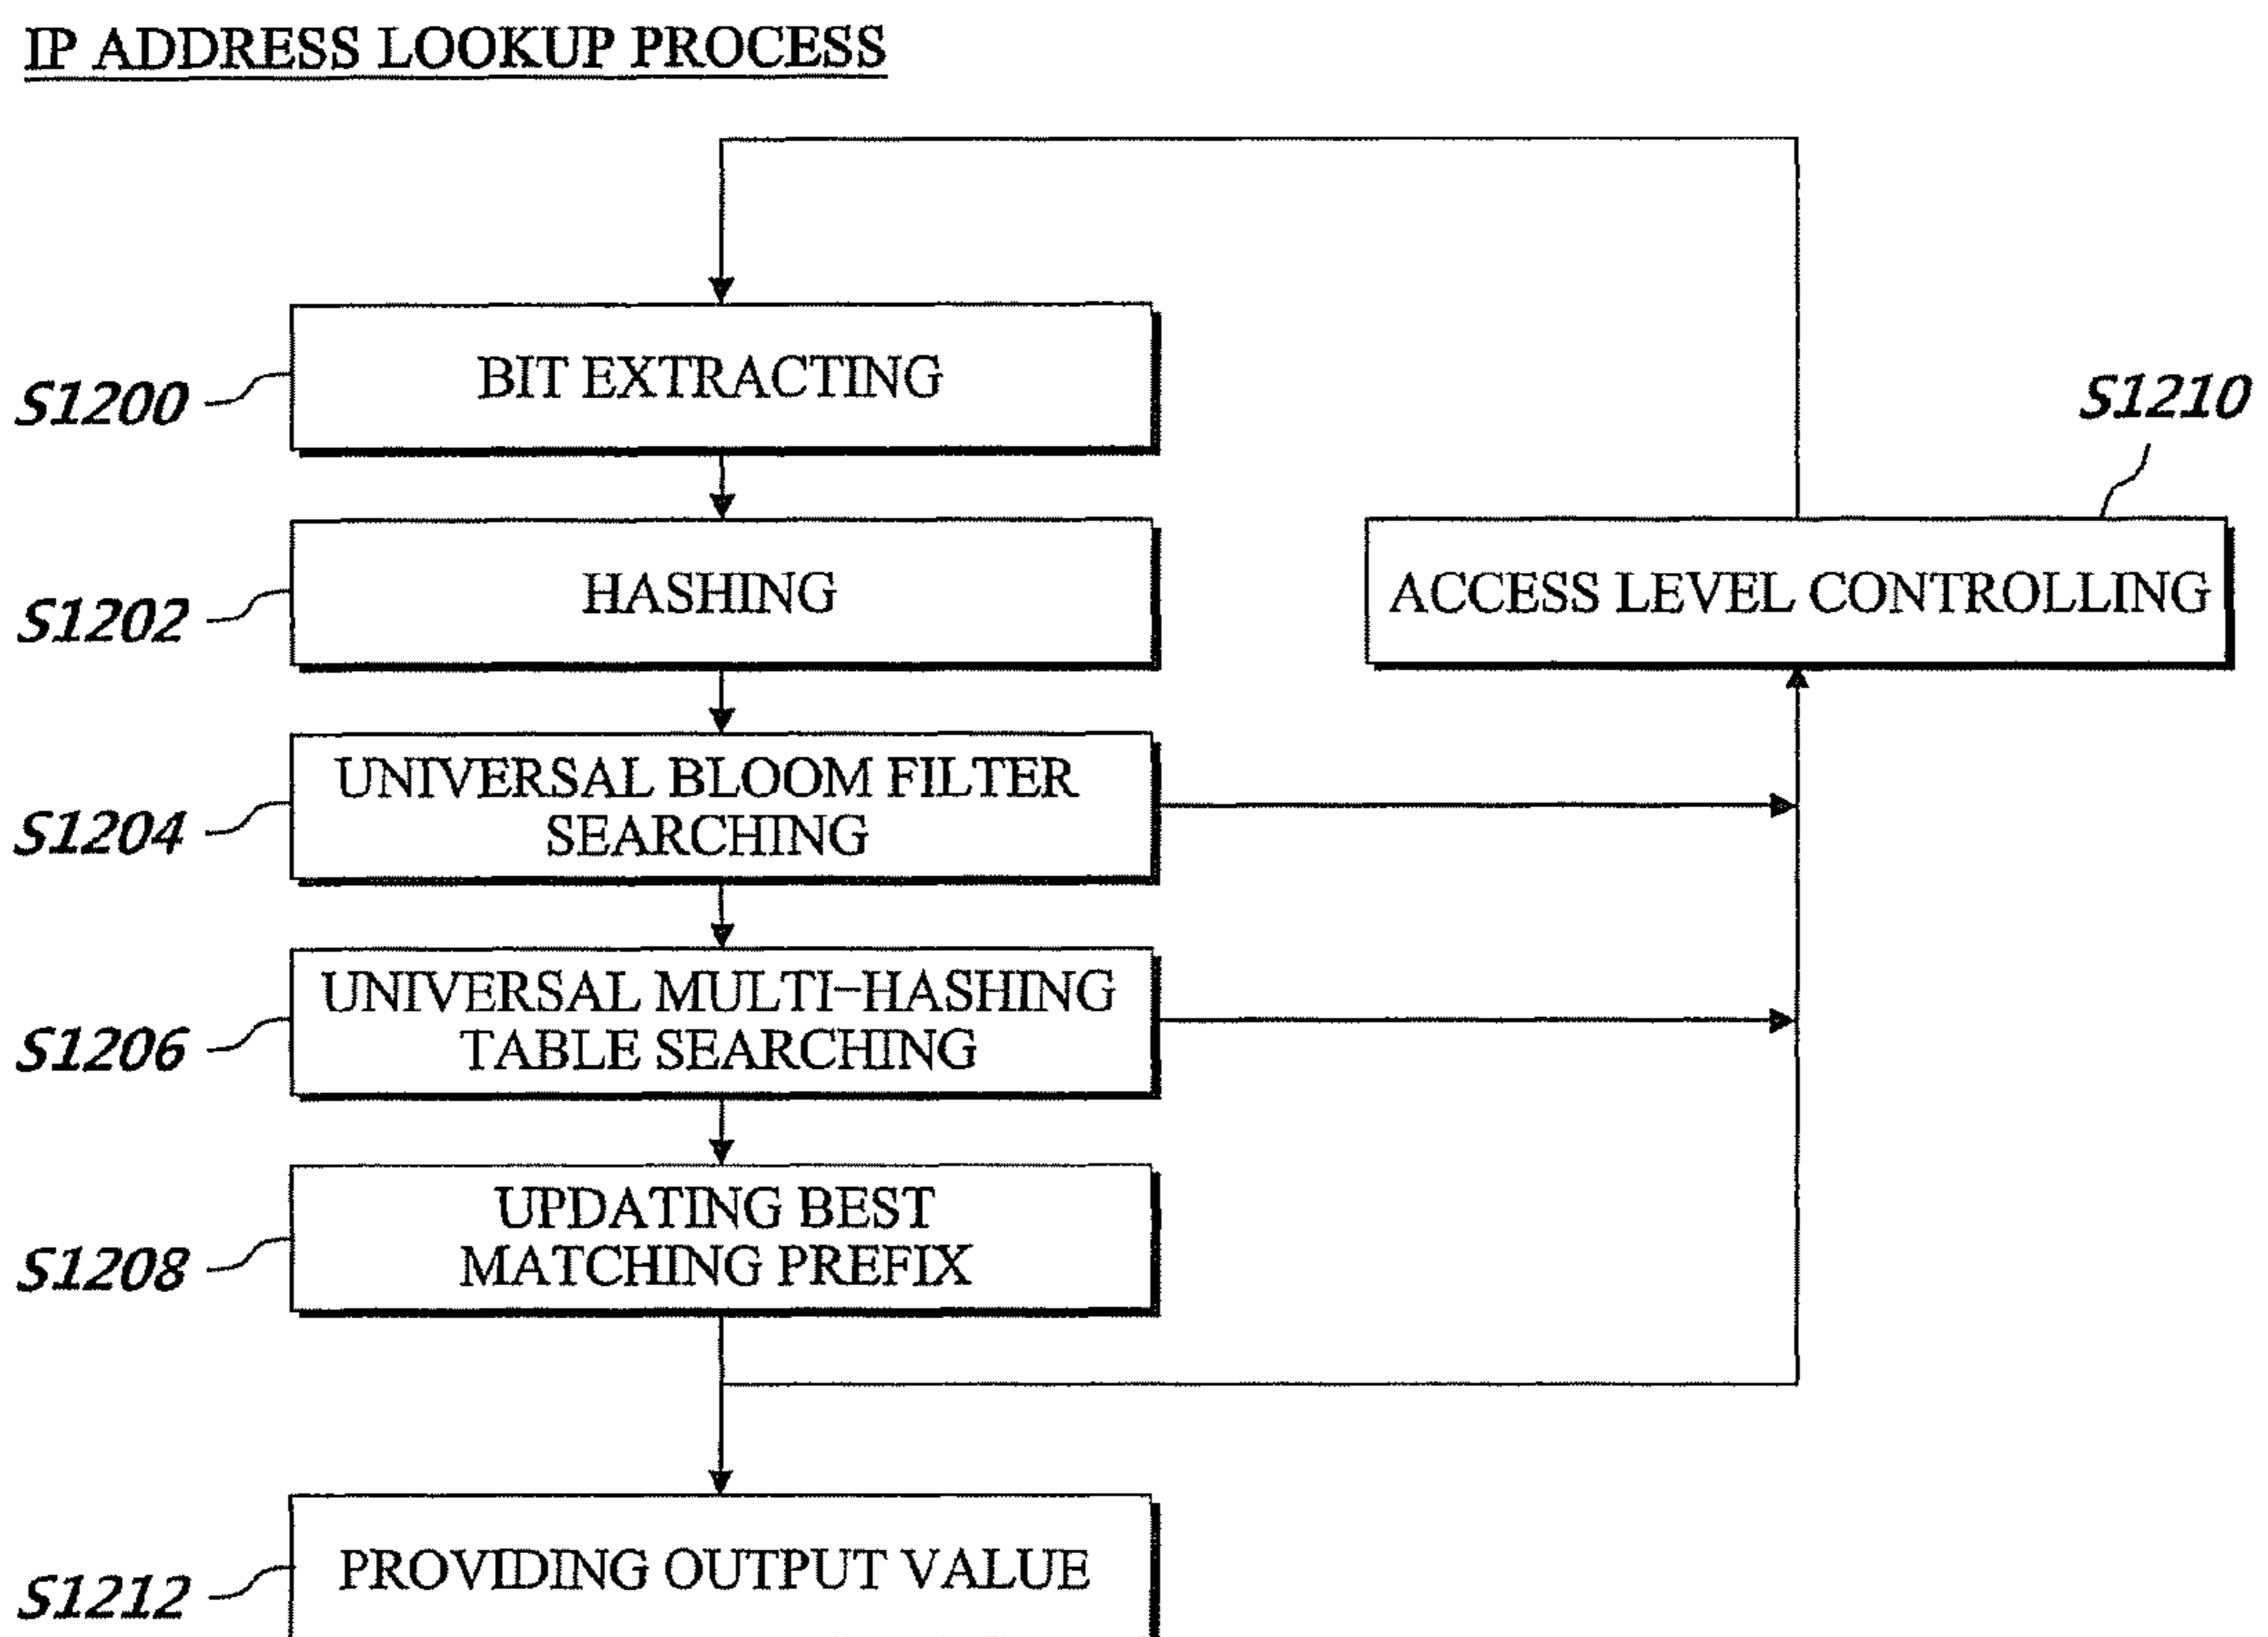 IP ADDRESS LOOKUP PROCESS
BIT EXTRACTING
S1200
S1210
HASHING
ACCESS LEVEL CONTROLLING
S1202
UNIVERSAL BLOOM FILTER
SEARCHING
S1204
UNIVERSAL MULTI-HASHING
TABLE SEARCHING
S1206
UPDATING BEST
MATCHING PREFIX
S1208
PROVIDING OUTPUT VALUE
S1212